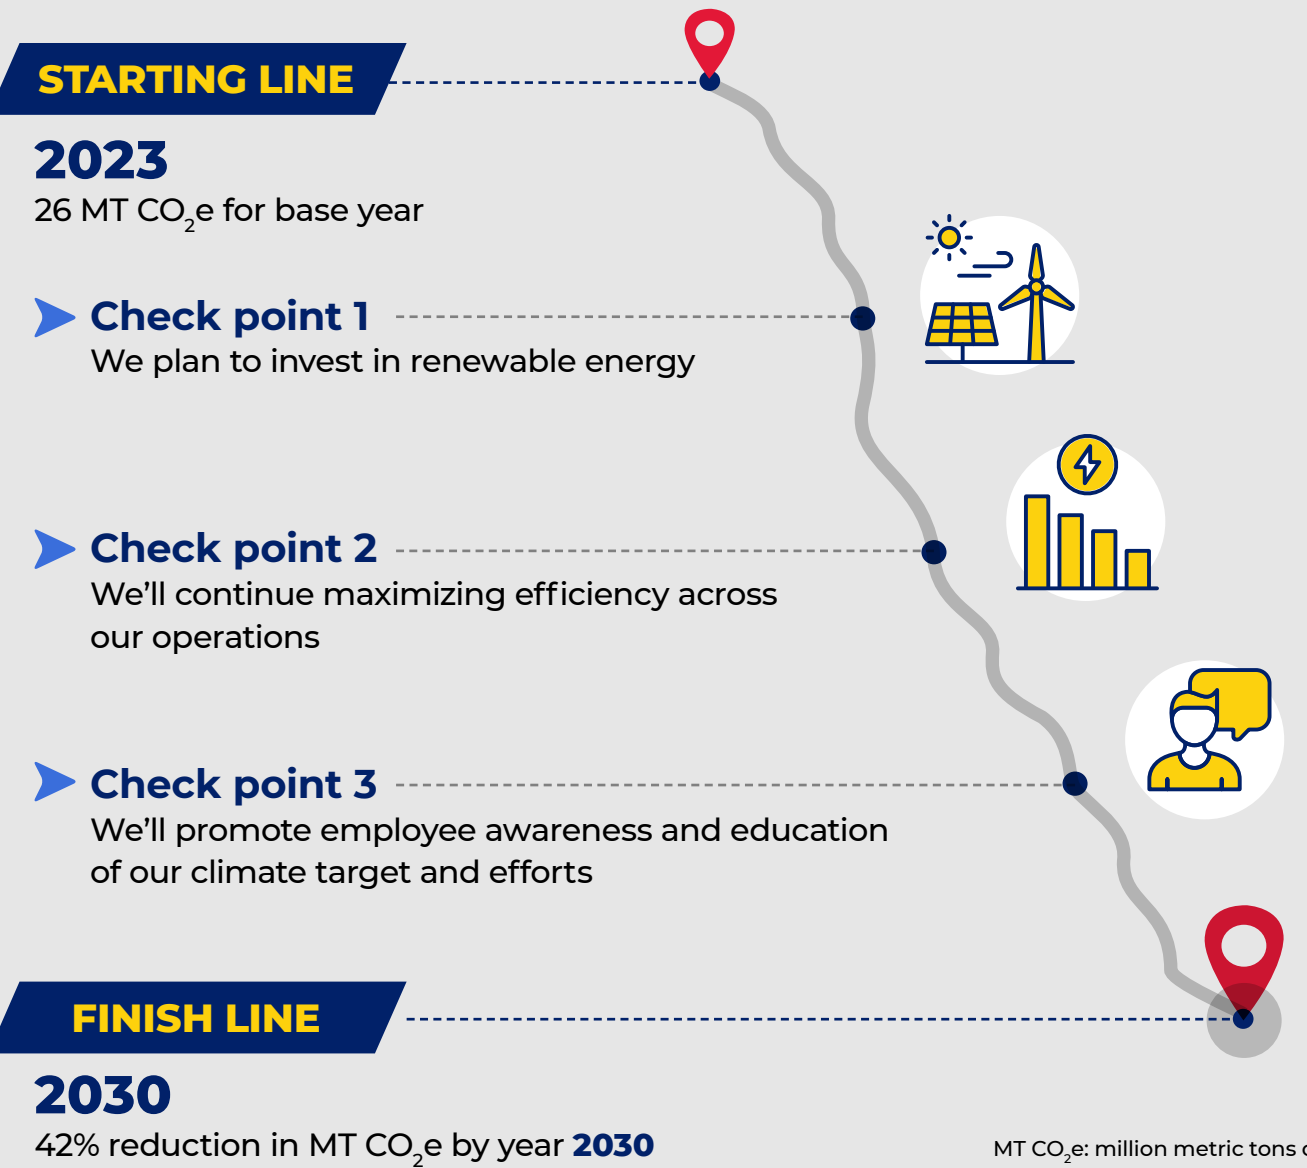 STARTING LINE
2023
26 MT CO₂e for base year
Check point 1
We plan to invest in renewable energy
Check point 2
We’ll continue maximizing efficiency across
our operations
Check point 3
We’ll promote employee awareness and education
of our climate target and efforts
FINISH LINE
2030
42% reduction in MT CO₂e by year 2030
MT CO₂e: million metric tons